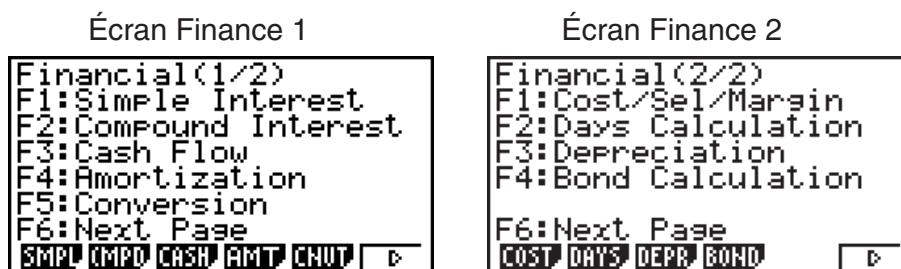 Écran Finance 1
Financial(1/2)
F1:Simple Interest
F2:Compound Interest
F3:Cash Flow
F4:Amortization
F5:Conversion
F6:Next Page
SMPL CMPD CASH AMT CNVT ▷
Écran Finance 2
Financial(2/2)
F1:Cost/Sel/Margin
F2:Days Calculation
F3:Depreciation
F4:Bond Calculation
F6:Next Page
COST DAYS DEPR BOND ▷